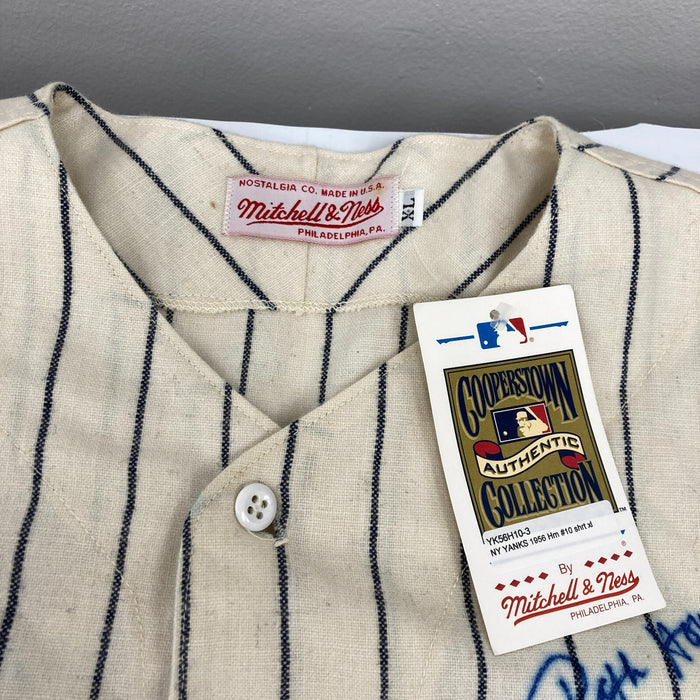 NOSTALGIA CO. MADE IN U.S.A.
Mitchell & Ness
PHILADELPHIA, PA.
XL
COOPERSTOWN
AUTHENTIC
COLLECTION
TM
YK56H10-3
NY YANKS 1956 Hm #10 shrt xl
By
Mitchell & Ness
PHILADELPHIA, PA.